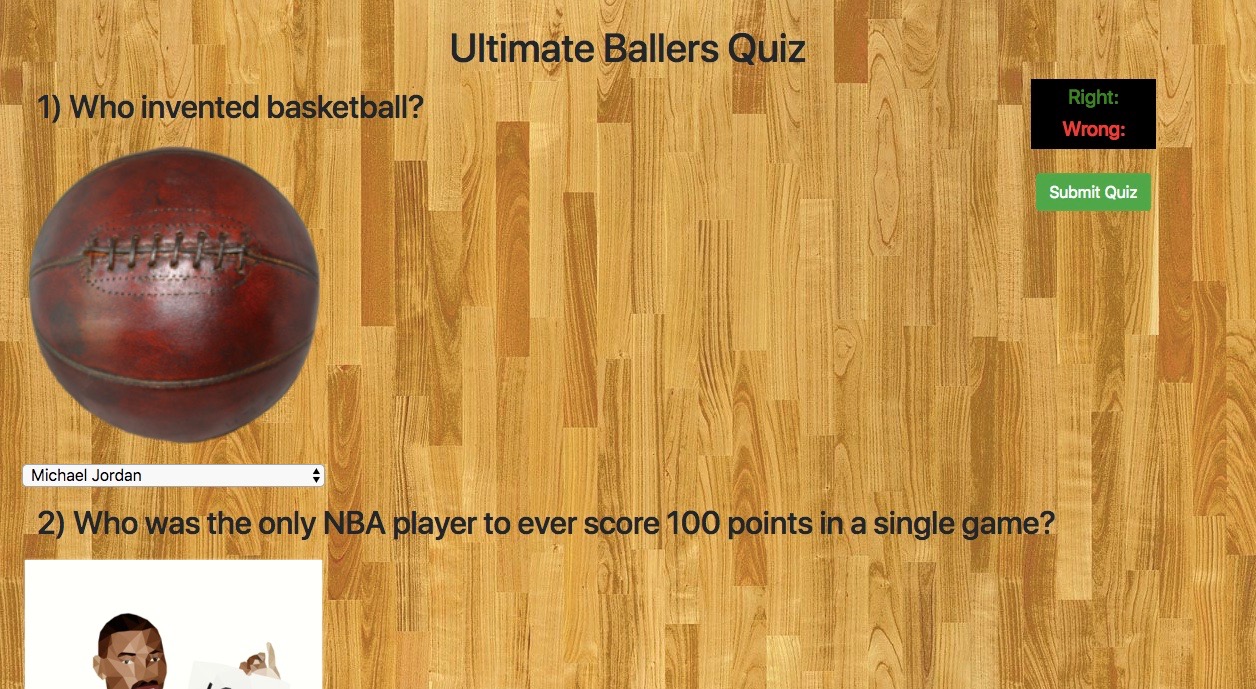 Ultimate Ballers Quiz
1) Who invented basketball?
Right:
Wrong:
Submit Quiz
Michael Jordan
2) Who was the only NBA player to ever score 100 points in a single game?